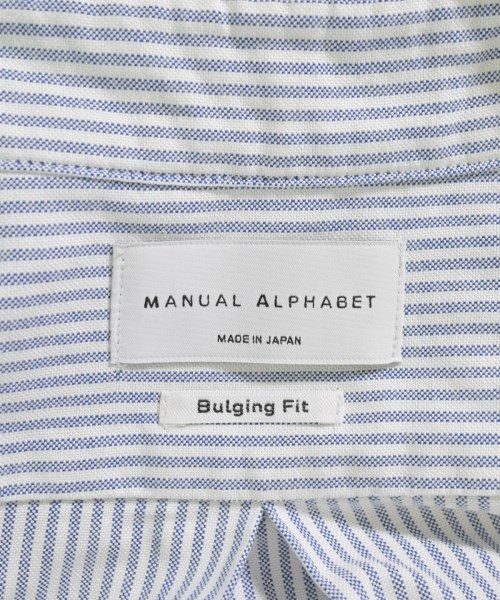 MANUAL ALPHABET
MADE IN JAPAN
Bulging Fit